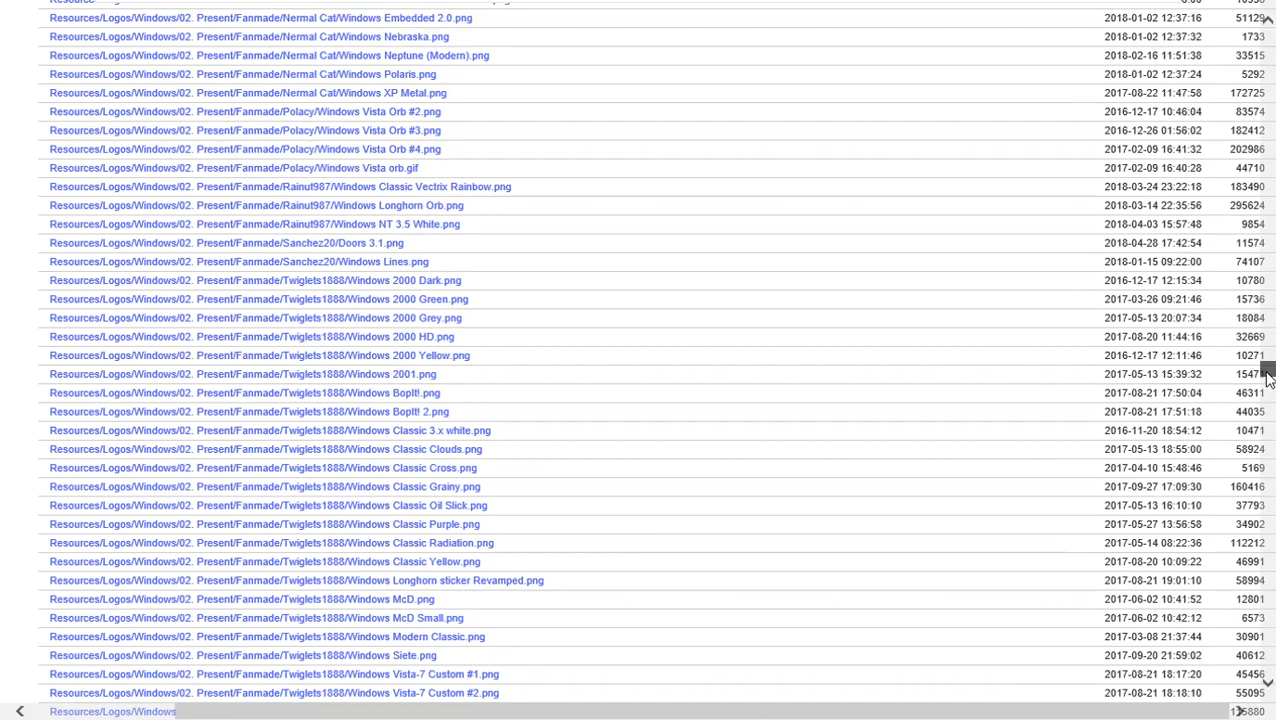 Resources/Logos/Windows/02. Present/Fanmade/Nermal Cat/Windows Embedded 2.0.png 2018-01-02 12:37:16 51129
Resources/Logos/Windows/02. Present/Fanmade/Nermal Cat/Windows Nebraska.png 2018-01-02 12:37:32 1733
Resources/Logos/Windows/02. Present/Fanmade/Nermal Cat/Windows Neptune (Modern).png 2018-02-16 11:51:38 33515
Resources/Logos/Windows/02. Present/Fanmade/Nermal Cat/Windows Polaris.png 2018-01-02 12:37:24 5292
Resources/Logos/Windows/02. Present/Fanmade/Nermal Cat/Windows XP Metal.png 2017-08-22 11:47:58 172725
Resources/Logos/Windows/02. Present/Fanmade/Polacy/Windows Vista Orb #2.png 2016-12-17 10:46:04 83574
Resources/Logos/Windows/02. Present/Fanmade/Polacy/Windows Vista Orb #3.png 2016-12-26 01:56:02 182412
Resources/Logos/Windows/02. Present/Fanmade/Polacy/Windows Vista Orb #4.png 2017-02-09 16:41:32 202986
Resources/Logos/Windows/02. Present/Fanmade/Polacy/Windows Vista orb.gif 2017-02-09 16:40:28 44710
Resources/Logos/Windows/02. Present/Fanmade/Rainut987/Windows Classic Vectrix Rainbow.png 2018-03-24 23:22:18 183490
Resources/Logos/Windows/02. Present/Fanmade/Rainut987/Windows Longhorn Orb.png 2018-03-14 22:35:56 295624
Resources/Logos/Windows/02. Present/Fanmade/Rainut987/Windows NT 3.5 White.png 2018-04-03 15:57:48 9854
Resources/Logos/Windows/02. Present/Fanmade/Sanchez20/Doors 3.1.png 2018-04-28 17:42:54 11574
Resources/Logos/Windows/02. Present/Fanmade/Sanchez20/Windows Lines.png 2018-01-15 09:22:00 74107
Resources/Logos/Windows/02. Present/Fanmade/Twiglets1888/Windows 2000 Dark.png 2016-12-17 12:15:34 10780
Resources/Logos/Windows/02. Present/Fanmade/Twiglets1888/Windows 2000 Green.png 2017-03-26 09:21:46 15736
Resources/Logos/Windows/02. Present/Fanmade/Twiglets1888/Windows 2000 Grey.png 2017-05-13 20:07:34 18084
Resources/Logos/Windows/02. Present/Fanmade/Twiglets1888/Windows 2000 HD.png 2017-08-20 11:44:16 32669
Resources/Logos/Windows/02. Present/Fanmade/Twiglets1888/Windows 2000 Yellow.png 2016-12-17 12:11:46 10271
Resources/Logos/Windows/02. Present/Fanmade/Twiglets1888/Windows 2001.png 2017-05-13 15:39:32
Resources/Logos/Windows/02. Present/Fanmade/Twiglets1888/Windows BopIt!.png 2017-08-21 17:50:04 46311
Resources/Logos/Windows/02. Present/Fanmade/Twiglets1888/Windows BopIt! 2.png 2017-08-21 17:51:18 44035
Resources/Logos/Windows/02. Present/Fanmade/Twiglets1888/Windows Classic 3.x white.png 2016-11-20 18:54:12 10471
Resources/Logos/Windows/02. Present/Fanmade/Twiglets1888/Windows Classic Clouds.png 2017-05-13 18:55:00 58924
Resources/Logos/Windows/02. Present/Fanmade/Twiglets1888/Windows Classic Cross.png 2017-04-10 15:48:46 5169
Resources/Logos/Windows/02. Present/Fanmade/Twiglets1888/Windows Classic Grainy.png 2017-09-27 17:09:30 160416
Resources/Logos/Windows/02. Present/Fanmade/Twiglets1888/Windows Classic Oil Slick.png 2017-05-13 16:10:10 37793
Resources/Logos/Windows/02. Present/Fanmade/Twiglets1888/Windows Classic Purple.png 2017-05-27 13:56:58 34902
Resources/Logos/Windows/02. Present/Fanmade/Twiglets1888/Windows Classic Radiation.png 2017-05-14 08:22:36 112212
Resources/Logos/Windows/02. Present/Fanmade/Twiglets1888/Windows Classic Yellow.png 2017-08-20 10:09:22 46991
Resources/Logos/Windows/02. Present/Fanmade/Twiglets1888/Windows Longhorn sticker Revamped.png 2017-08-21 19:01:10 58994
Resources/Logos/Windows/02. Present/Fanmade/Twiglets1888/Windows McD.png 2017-06-02 10:41:52 12801
Resources/Logos/Windows/02. Present/Fanmade/Twiglets1888/Windows McD Small.png 2017-06-02 10:42:12 6573
Resources/Logos/Windows/02. Present/Fanmade/Twiglets1888/Windows Modern Classic.png 2017-03-08 21:37:44 30901
Resources/Logos/Windows/02. Present/Fanmade/Twiglets1888/Windows Siete.png 2017-09-20 21:59:02 40612
Resources/Logos/Windows/02. Present/Fanmade/Twiglets1888/Windows Vista-7 Custom #1.png 2017-08-21 18:17:20 45456
Resources/Logos/Windows/02. Present/Fanmade/Twiglets1888/Windows Vista-7 Custom #2.png 2017-08-21 18:18:10 55095
Resources/Logos/Windows